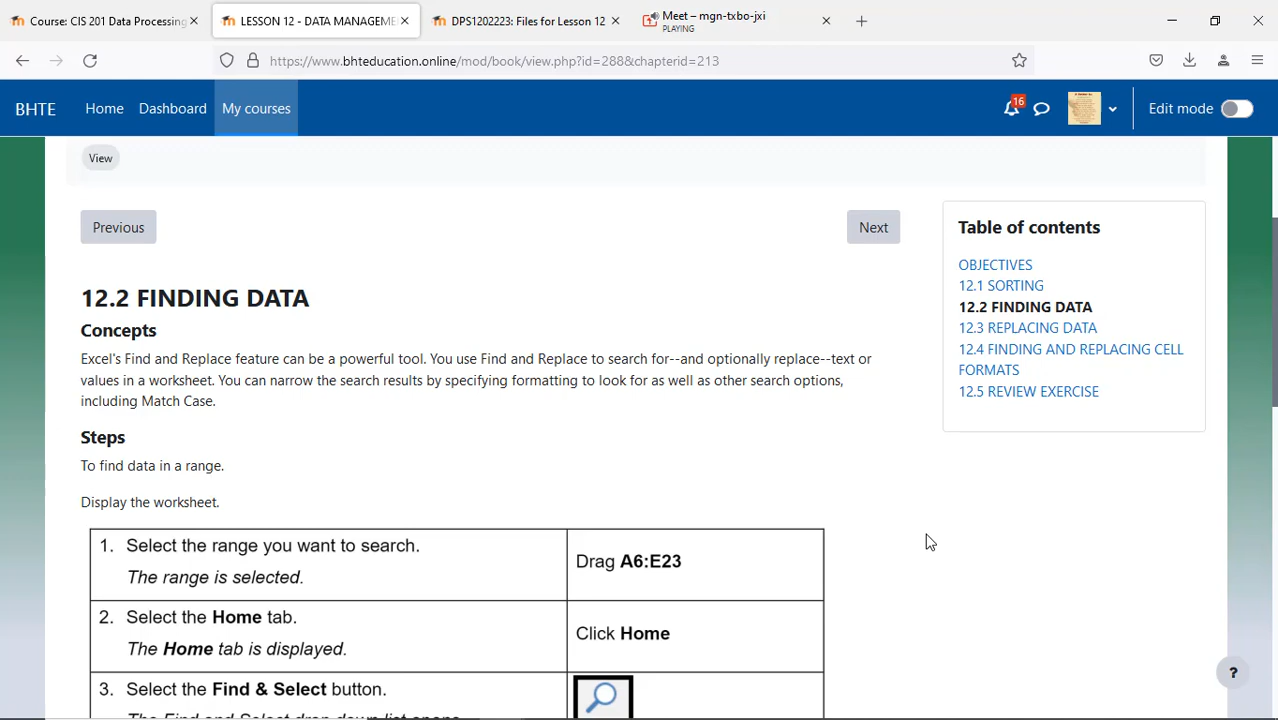 Course: CIS 201 Data Processing
LESSON 12 - DATA MANAGEME
DPS1202223: Files for Lesson 12
Meet – mgn-txbo-jxi
PLAYING
https://www.bhteducation.online/mod/book/view.php?id=288&chapterid=213
BHTE
Home
Dashboard
My courses
16
Edit mode
View
Previous
Next
12.2 FINDING DATA
Concepts
Excel's Find and Replace feature can be a powerful tool. You use Find and Replace to search for--and optionally replace--text or
values in a worksheet. You can narrow the search results by specifying formatting to look for as well as other search options,
including Match Case.
Steps
To find data in a range.
Display the worksheet.
1. Select the range you want to search.
The range is selected.
Drag A6:E23
2. Select the Home tab.
The Home tab is displayed.
Click Home
3. Select the Find & Select button.
The Find and Select drop down list opens.
Table of contents
OBJECTIVES
12.1 SORTING
12.2 FINDING DATA
12.3 REPLACING DATA
12.4 FINDING AND REPLACING CELL
FORMATS
12.5 REVIEW EXERCISE
?